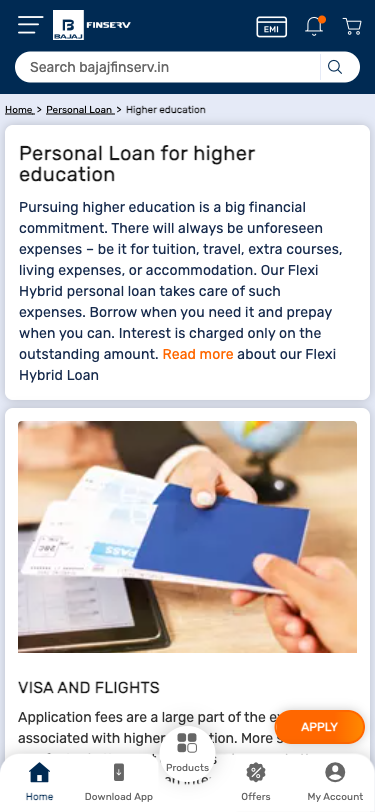 B
BAJAJ
FINSERV
EMI
Search bajajfinserv.in
Home > Personal Loan > Higher education
Personal Loan for higher
education
Pursuing higher education is a big financial
commitment. There will always be unforeseen
expenses – be it for tuition, travel, extra courses,
living expenses, or accommodation. Our Flexi
Hybrid personal loan takes care of such
expenses. Borrow when you need it and prepay
when you can. Interest is charged only on the
outstanding amount. Read more about our Flexi
Hybrid Loan
PASS
VISA AND FLIGHTS
Application fees are a large part of the
APPLY
associated with higher
More
Home
Download App
Products
Offers
My Account